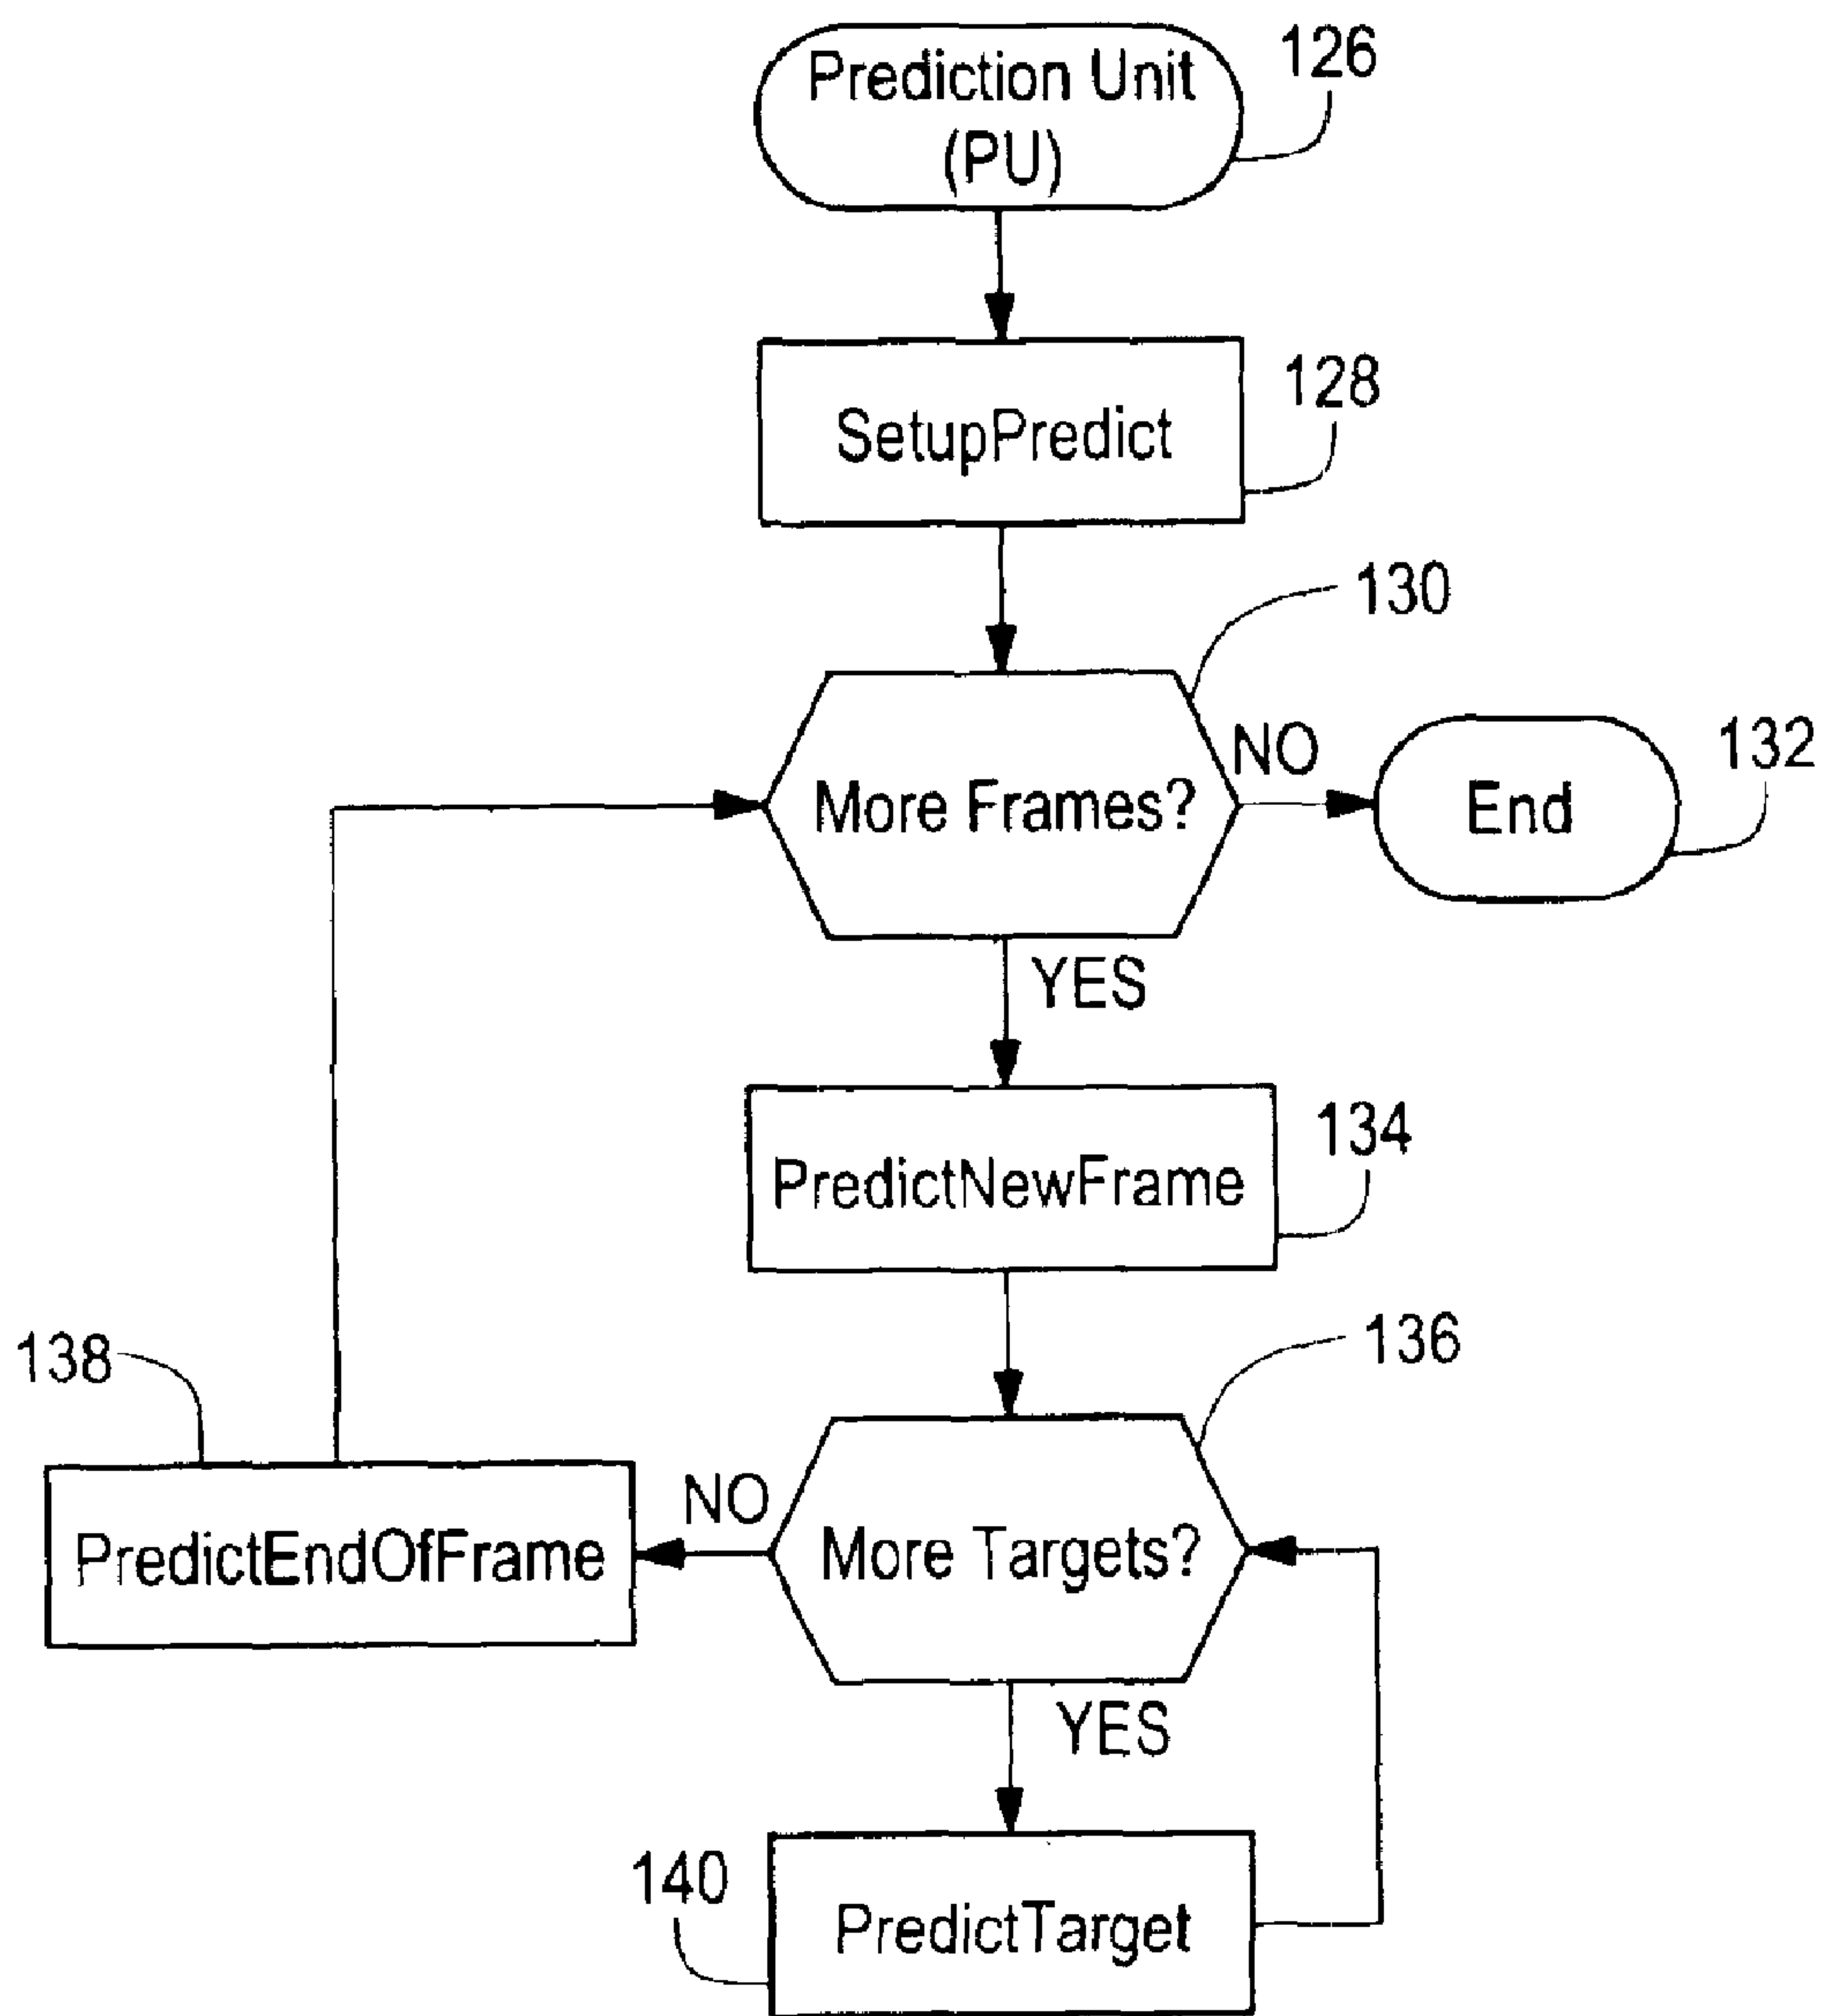 Prediction Unit
(PU)
126
SetupPredict
128
130
More Frames?
NO
End
132
YES
PredictNewFrame
134
136
138
More Targets?
NO
PredictEndOfFrame
YES
140
PredictTarget